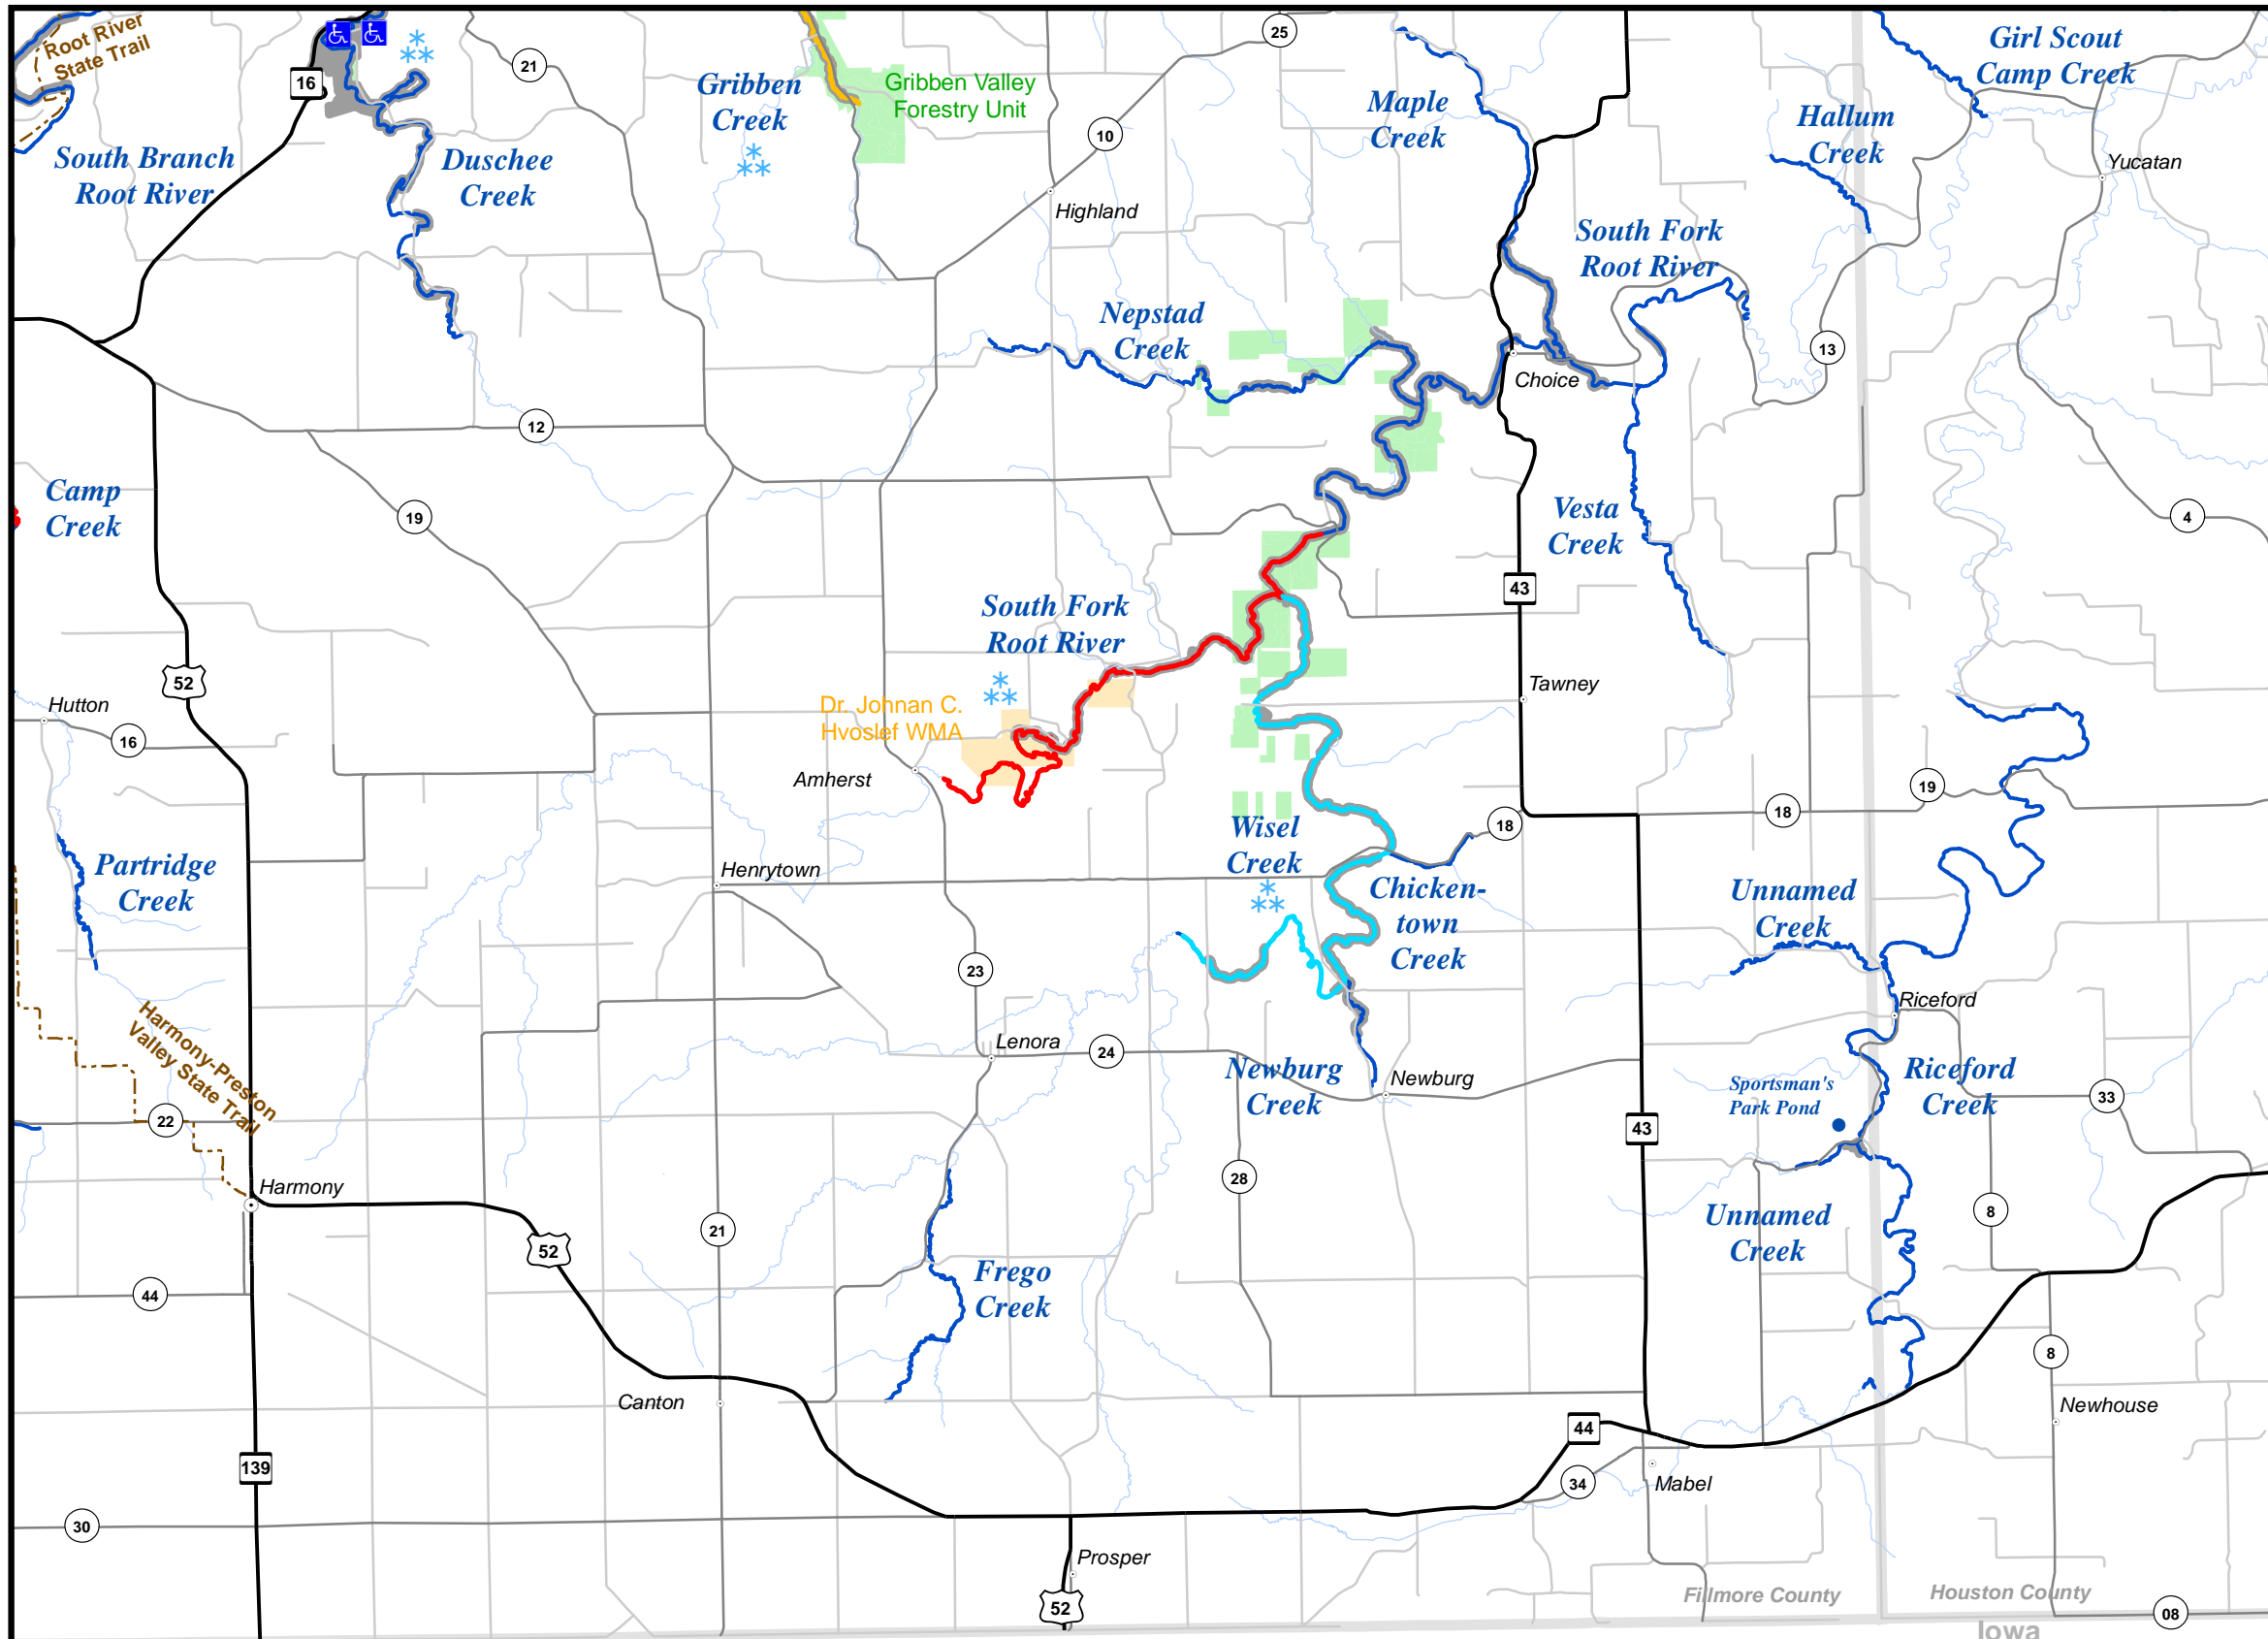 Root River
State Trail
16
21
25
Girl Scout
Camp Creek
Gribben
Creek
Gribben Valley
Forestry Unit
Maple
Creek
Hallum
Creek
10
Yucatan
South Branch
Root River
Duschee
Creek
Highland
South Fork
Root River
Nepstad
Creek
13
Choice
12
Camp
Creek
19
Vesta
Creek
4
43
South Fork
Root River
52
Hutton
16
Dr. Johnan C.
Hvoslef WMA
Tawney
Amherst
19
18
18
Wisel
Creek
Partridge
Creek
Henrytown
Chicken-
town
Creek
Unnamed
Creek
23
Riceford
Harmony-Preston
Valley State Trail
Lenora
24
Newburg
Creek
Newburg
Sportsman's
Park Pond
Riceford
Creek
33
22
43
28
Harmony
8
21
Unnamed
Creek
52
44
Frego
Creek
8
Canton
Newhouse
44
139
34
Mabel
30
Prosper
52
Fillmore County
Houston County
08
Iowa